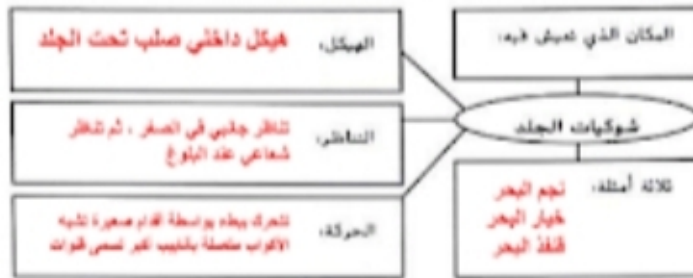 المكان الذي تعيش فيه:
الهيكل:
هيكل داخلي صلب تحت الجلد
شوكيات الجلد
التناظر:
تناظر جانبي في الصغر ، ثم تناظر
شعاعي عند البلوغ
ثلاثة أمثلة:
نجم البحر
خيار البحر
قنفذ البحر
الحركة:
تتحرك ببطء بواسطة أقدام صغيرة تشبه
الأكواب متصلة بأنابيب أكبر تسمى قنوات